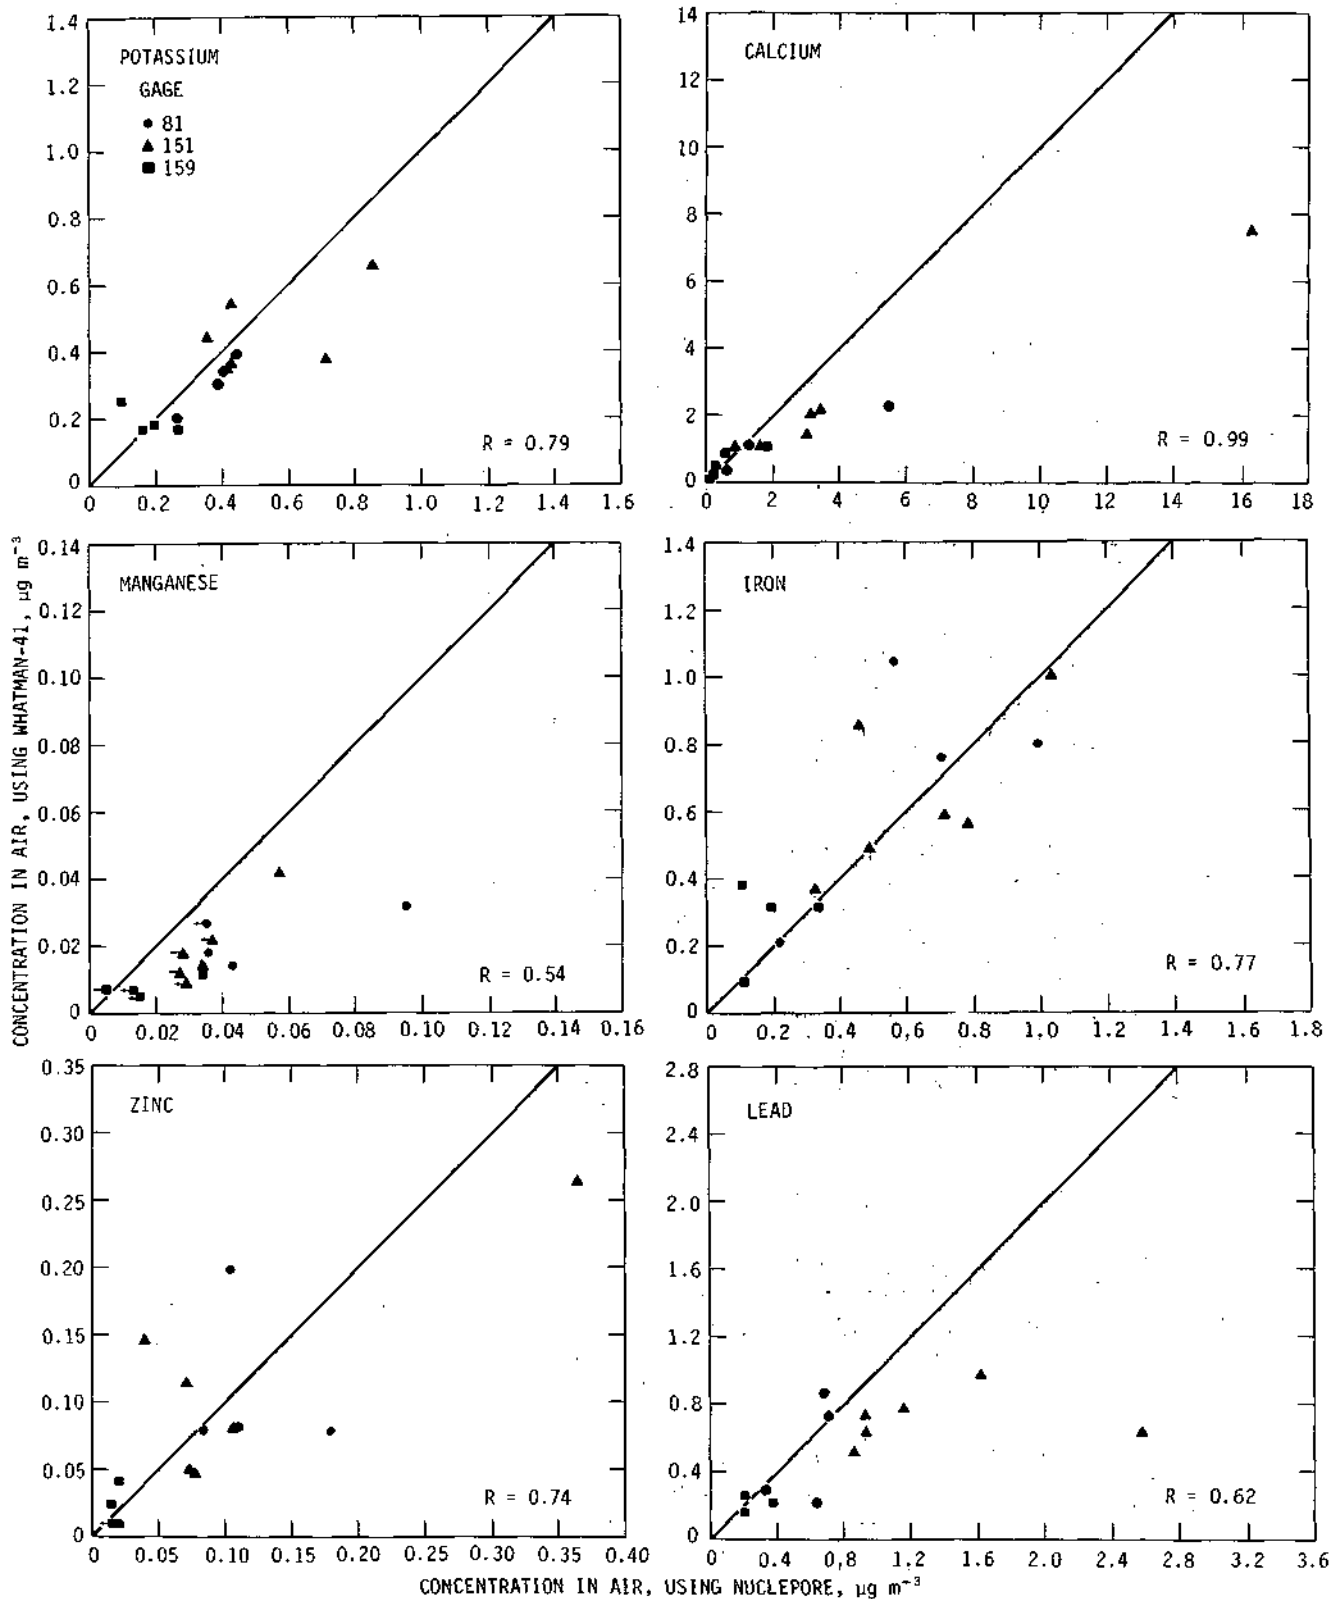 POTASSIUM
GAGE
81
151
159
1.4
1.2
1.0
0.8
0.6
0.4
0.2
0
R = 0.79
0 0.2 0.4 0.6 0.8 1.0 1.2 1.4 1.6
CALCIUM
14
12
10
8
6
4
2
0
R = 0.99
0 2 4 6 8 10 12 14 16 18
CONCENTRATION IN AIR, USING WHATMAN-41, µg m⁻³
MANGANESE
0.14
0.12
0.10
0.08
0.06
0.04
0.02
0
R = 0.54
0 0.02 0.04 0.06 0.08 0.10 0.12 0.14 0.16
IRON
1.4
1.2
1.0
0.8
0.6
0.4
0.2
0
R = 0.77
0 0.2 0.4 0.6 0.8 1.0 1.2 1.4 1.6 1.8
ZINC
0.35
0.30
0.25
0.20
0.15
0.10
0.05
0
R = 0.74
0 0.05 0.10 0.15 0.20 0.25 0.30 0.35 0.40
LEAD
2.8
2.4
2.0
1.6
1.2
0.8
0.4
0
R = 0.62
0 0.4 0.8 1.2 1.6 2.0 2.4 2.8 3.2 3.6
CONCENTRATION IN AIR, USING NUCLEPORE, µg m⁻³